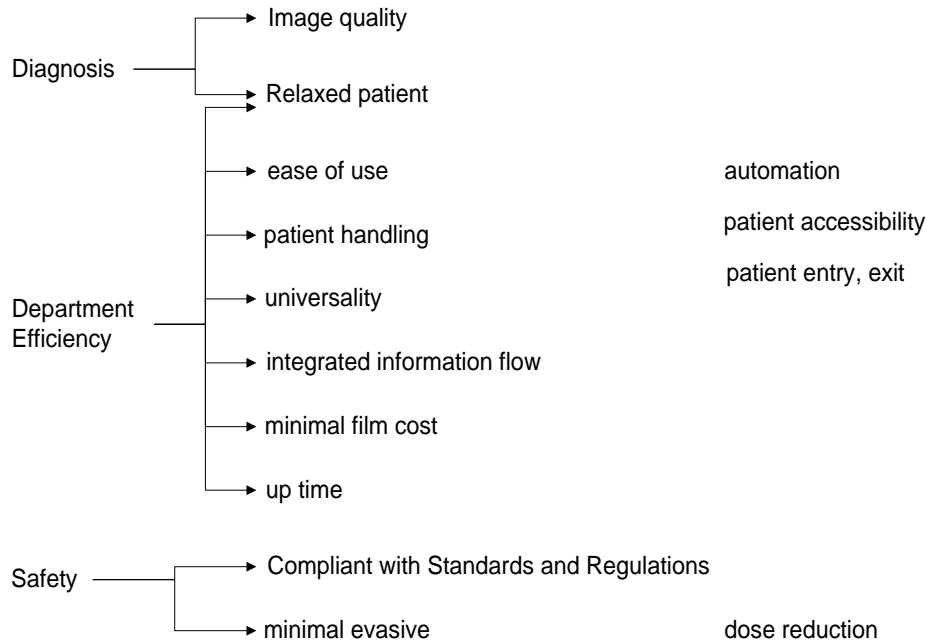 Image quality
Diagnosis
Relaxed patient
ease of use automation
patient handling patient accessibility
patient entry, exit
universality
Department
Efficiency
integrated information flow
minimal film cost
up time
Compliant with Standards and Regulations
Safety
minimal evasive dose reduction